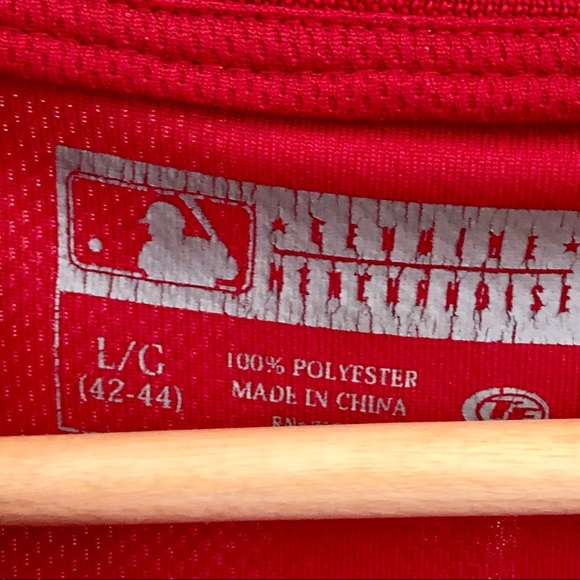 ★ GENUINE ★
MERCHANDISE
L/G
(42-44)
100% POLYESTER
MADE IN CHINA